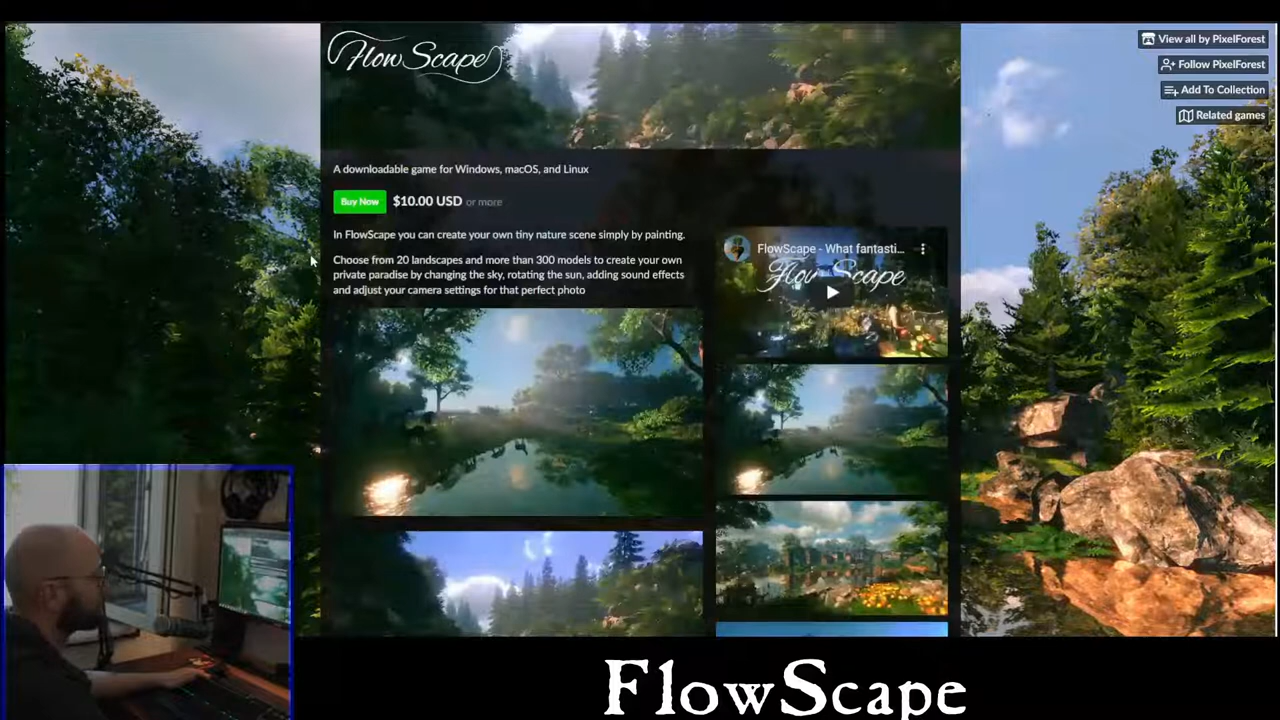 FlowScape
View all by PixelForest
Follow PixelForest
Add To Collection
Related games
A downloadable game for Windows, macOS, and Linux
Buy Now $10.00 USD or more
In FlowScape you can create your own tiny nature scene simply by painting.
Choose from 20 landscapes and more than 300 models to create your own
private paradise by changing the sky, rotating the sun, adding sound effects
and adjust your camera settings for that perfect photo
FlowScape - What fantasti...
FlowScape
FlowScape